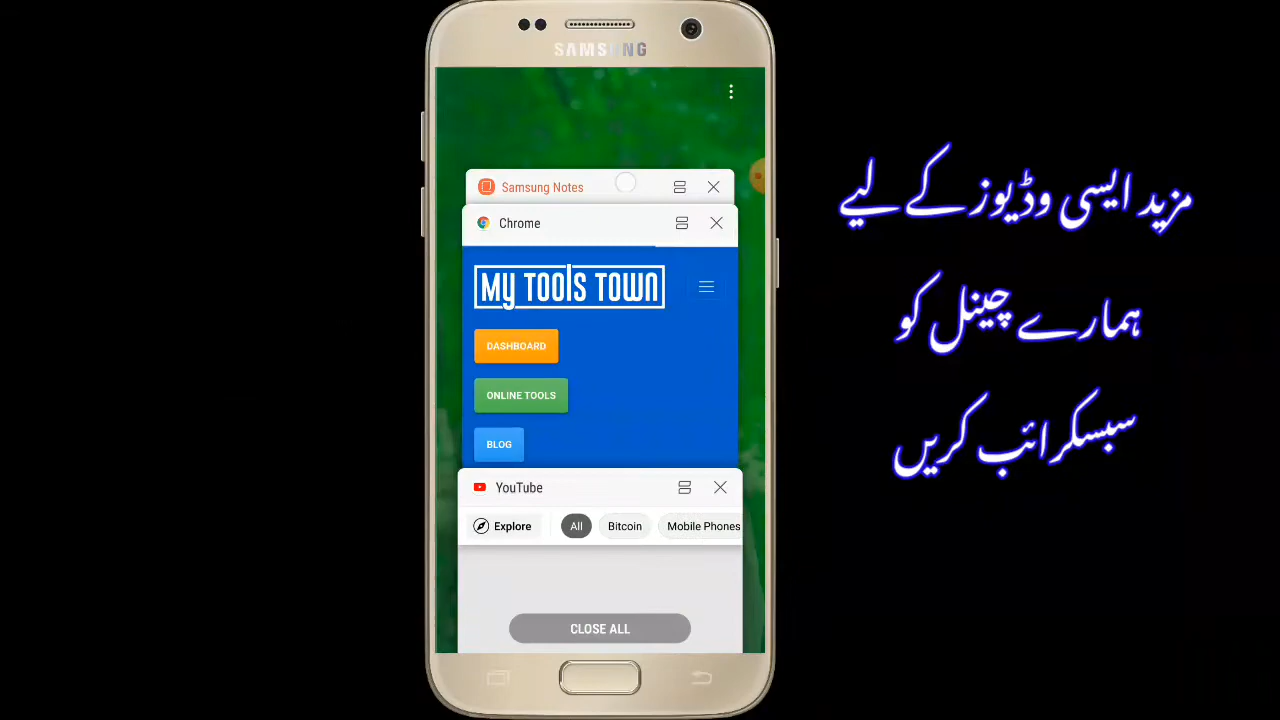 SAMSUNG
Samsung Notes
Chrome
MY TOOLS TOWN
DASHBOARD
ONLINE TOOLS
BLOG
YouTube
Explore All Bitcoin Mobile Phones
CLOSE ALL
مزید ایسی وڈیوز کے لیے
ہمارے چینل کو
سبسکرائب کریں